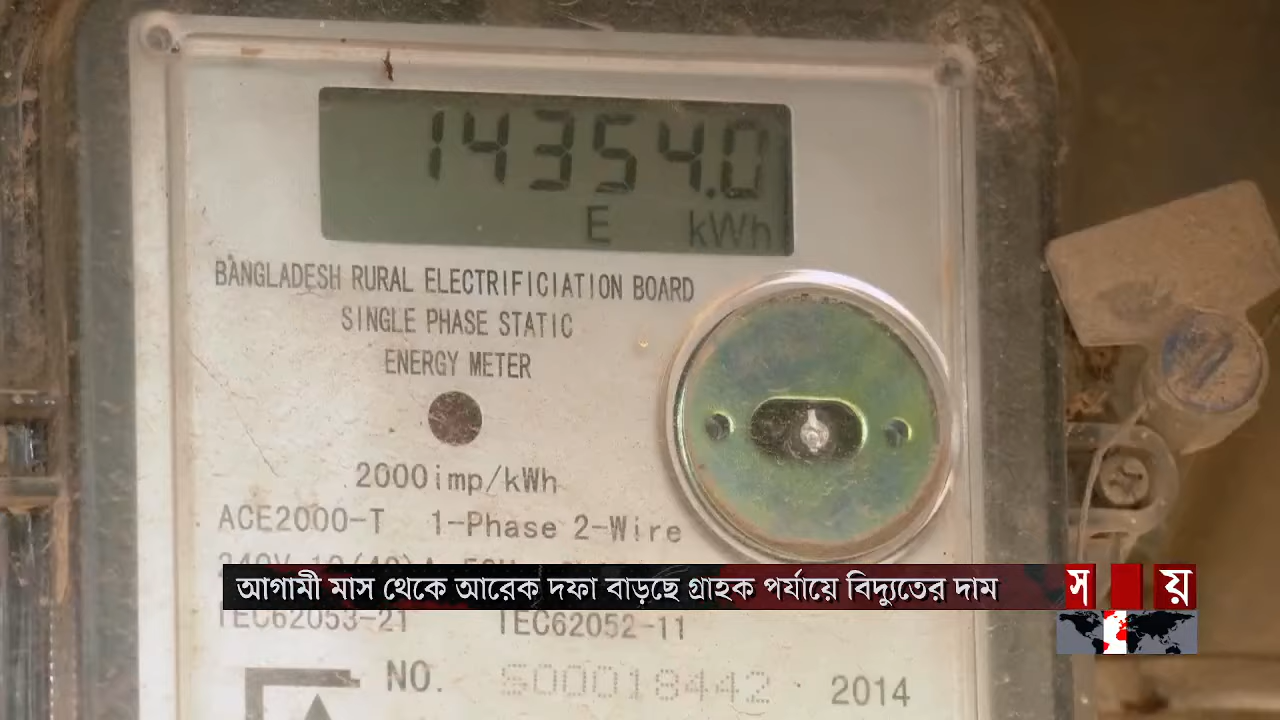 14354.0
E kWh
BANGLADESH RURAL ELECTRIFICIATION BOARD
SINGLE PHASE STATIC
ENERGY METER
2000imp/kWh
ACE2000-T 1-Phase 2-Wire
আগামী মাস থেকে আরেক দফা বাড়ছে গ্রাহক পর্যায়ে বিদ্যুতের দাম
সময়
IEC62053-21 IEC62052-11
NO. S00018442 2014